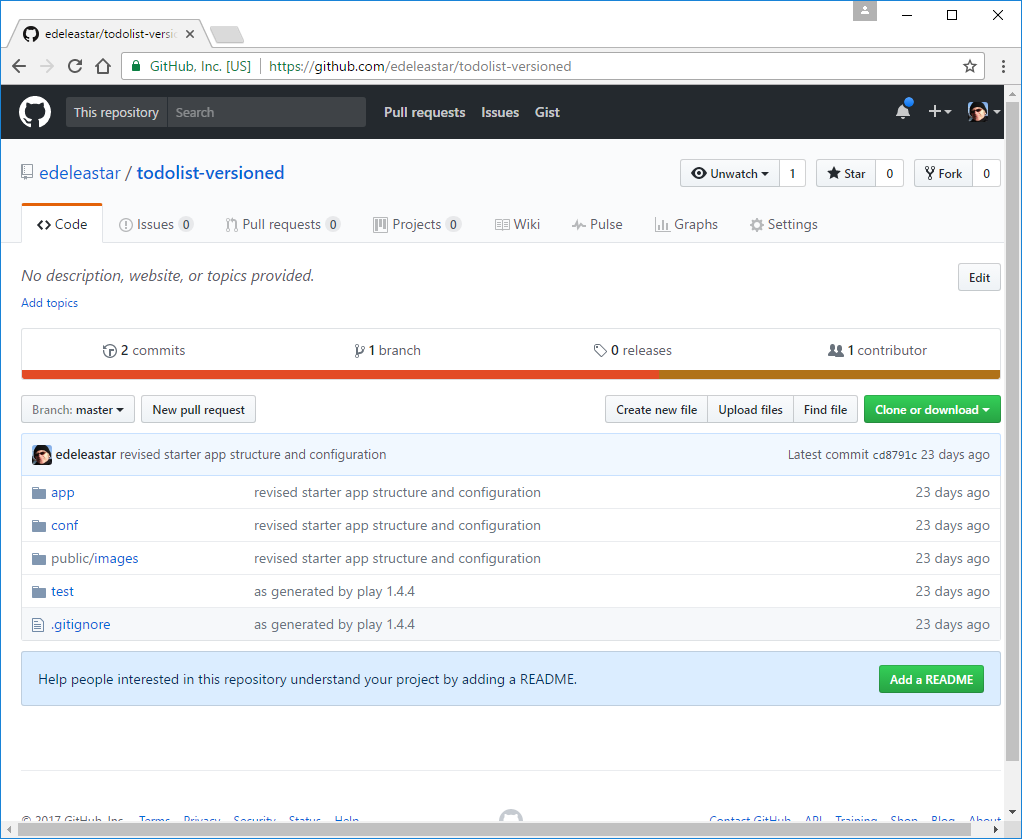 edeleastar/todolist-versi
GitHub, Inc. [US] https://github.com/edeleastar/todolist-versioned
This repository Search Pull requests Issues Gist
edeleastar / todolist-versioned Unwatch 1 Star 0 Fork 0
Code Issues 0 Pull requests 0 Projects 0 Wiki Pulse Graphs Settings
No description, website, or topics provided. Edit
Add topics
2 commits 1 branch 0 releases 1 contributor
Branch: master New pull request Create new file Upload files Find file Clone or download
edeleastar revised starter app structure and configuration Latest commit cd8791c 23 days ago
app revised starter app structure and configuration 23 days ago
conf revised starter app structure and configuration 23 days ago
public/images revised starter app structure and configuration 23 days ago
test as generated by play 1.4.4 23 days ago
.gitignore as generated by play 1.4.4 23 days ago
Help people interested in this repository understand your project by adding a README. Add a README
© 2017 GitHub, Inc. Terms Privacy Security Status Help Contact GitHub API Training Shop Blog About